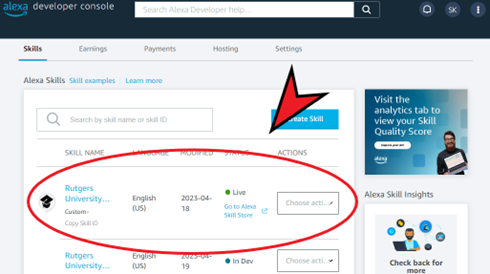 alexa developer console
Search Alexa Developer help...
SK
Skills
Earnings
Payments
Hosting
Settings
Alexa Skills
Skill examples
Learn more
Search by skill name or skill ID
Create Skill
SKILL NAME
LANGUAGE
MODIFIED
STATUS
ACTIONS
Rutgers
University...
Custom-
Copy Skill ID
English
(US)
2023-04-
18
Live
Go to Alexa
Skill Store
Choose acti...
Rutgers
University...
English
(US)
2023-04-
19
In Dev
Choose acti...
Visit the
analytics tab to
view your Skill
Quality Score
alexa
Alexa Skill Insights
Check back for
more